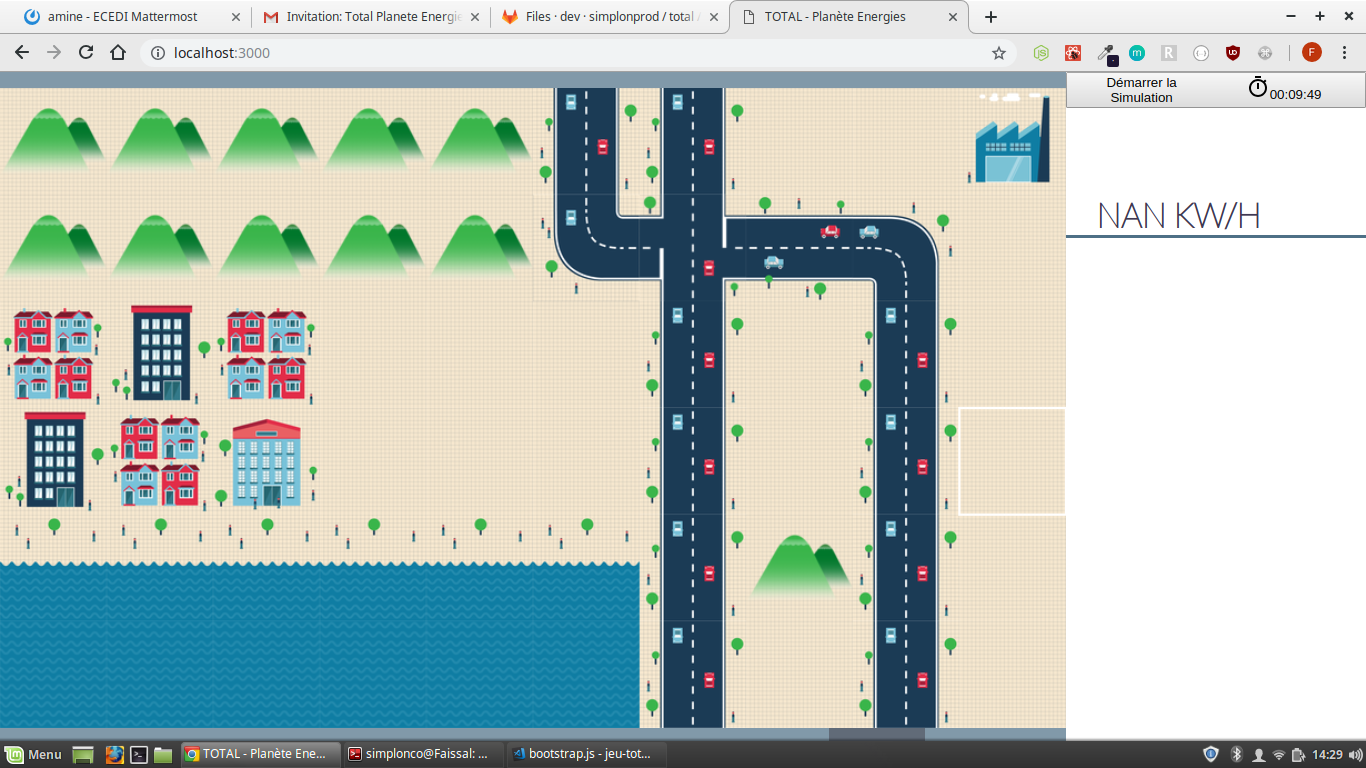 amine - ECEDI Mattermost
Invitation: Total Planete Energie
Files · dev · simplonprod / total /
TOTAL - Planète Energies
localhost:3000
F
Démarrer la
Simulation
00:09:49
NAN KW/H
Menu
TOTAL - Planète Ene...
simplonco@Faissal: ...
bootstrap.js - jeu-tot...
14:29